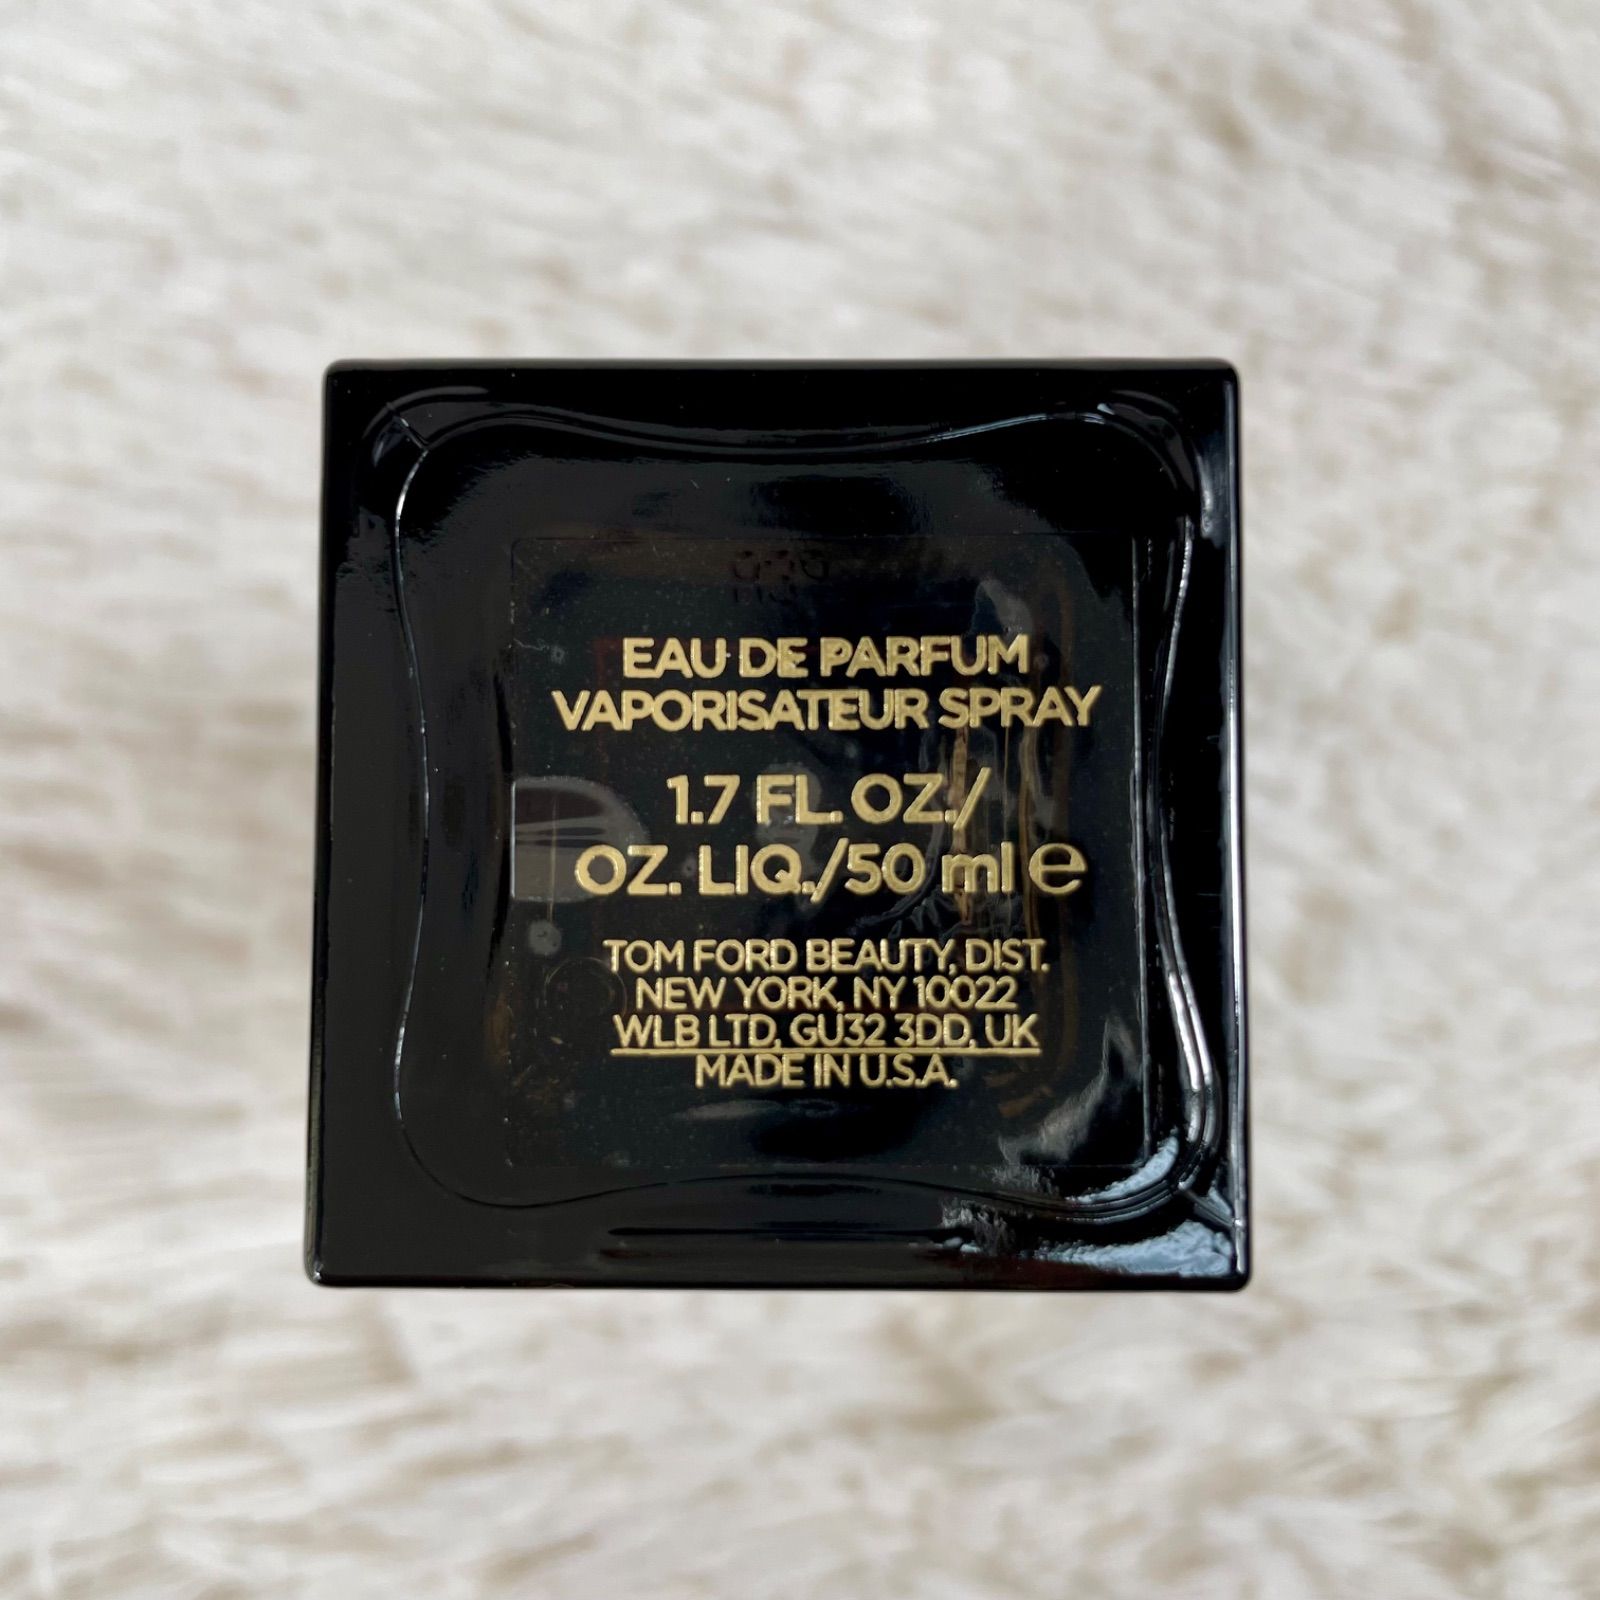 EAU DE PARFUM
VAPORISATEUR SPRAY
1.7 FL. OZ./
OZ. LIQ./50 ml e
TOM FORD BEAUTY, DIST.
NEW YORK, NY 10022
WLB LTD, GU32 3DD, UK
MADE IN U.S.A.